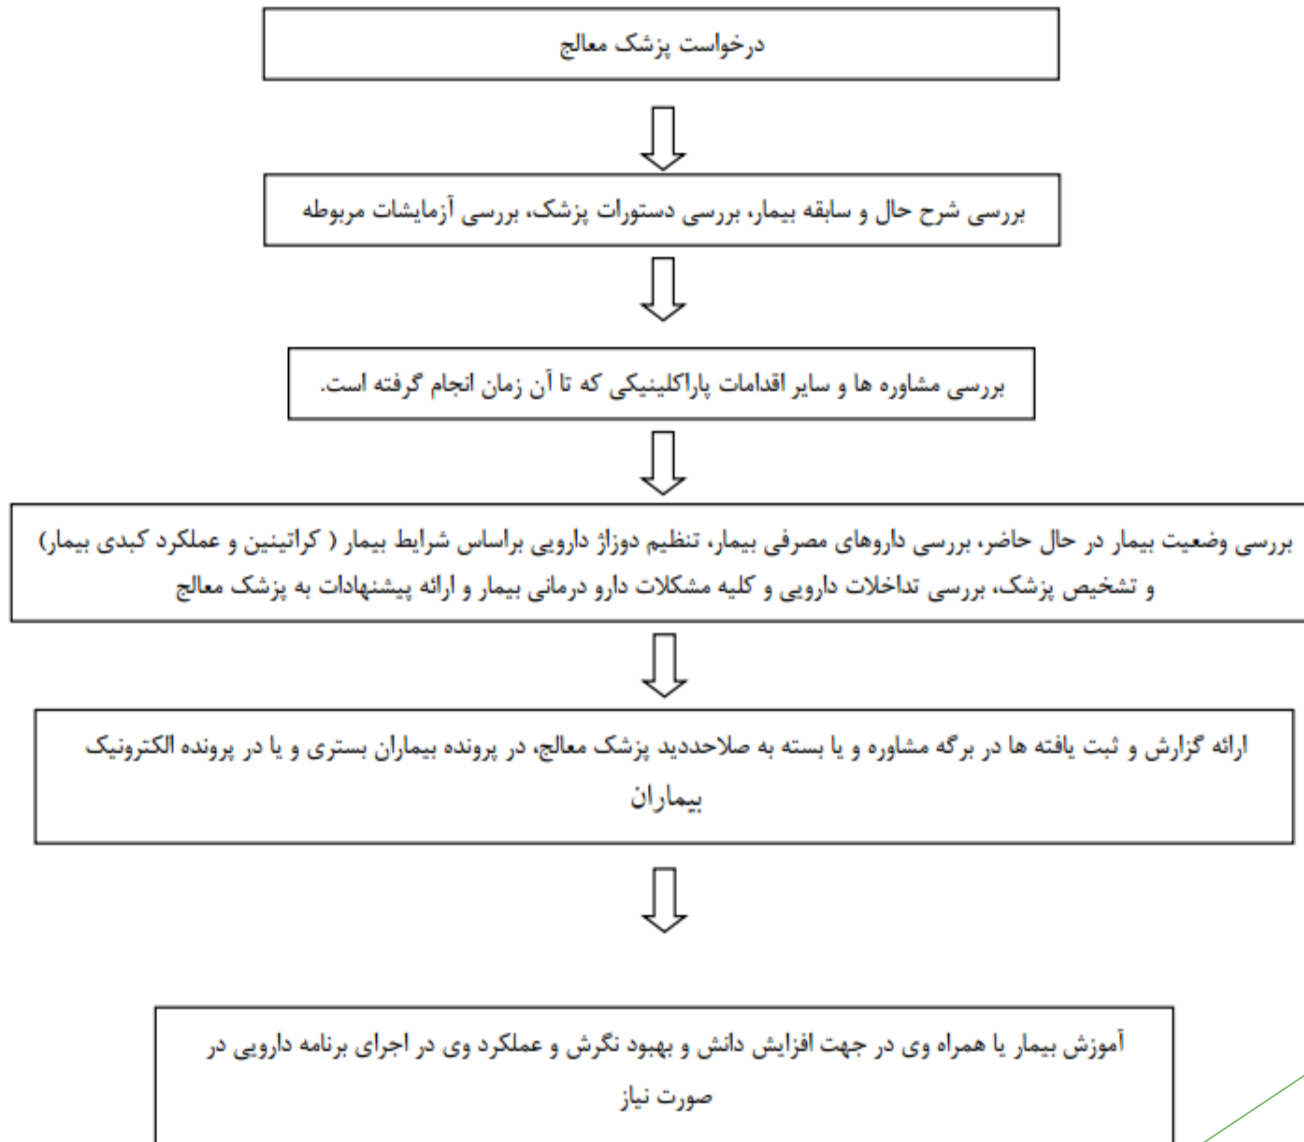 درخواست پزشک معالج
بررسی شرح حال و سابقه بیمار، بررسی دستورات پزشک، بررسی آزمایشات مربوطه
بررسی مشاوره ها و سایر اقدامات پاراکلینیکی که تا آن زمان انجام گرفته است.
بررسی وضعیت بیمار در حال حاضر، بررسی داروهای مصرفی بیمار، تنظیم دوزاژ دارویی براساس شرایط بیمار ( کراتینین و عملکرد کبدی بیمار)
و تشخیص پزشک، بررسی تداخلات دارویی و کلیه مشکلات دارو درمانی بیمار و ارائه پیشنهادات به پزشک معالج
ارائه گزارش و ثبت یافته ها در برگه مشاوره و یا بسته به صلاحدید پزشک معالج، در پرونده بیماران بستری و یا در پرونده الکترونیک
بیماران
آموزش بیمار یا همراه وی در جهت افزایش دانش و بهبود نگرش و عملکرد وی در اجرای برنامه دارویی در
صورت نیاز